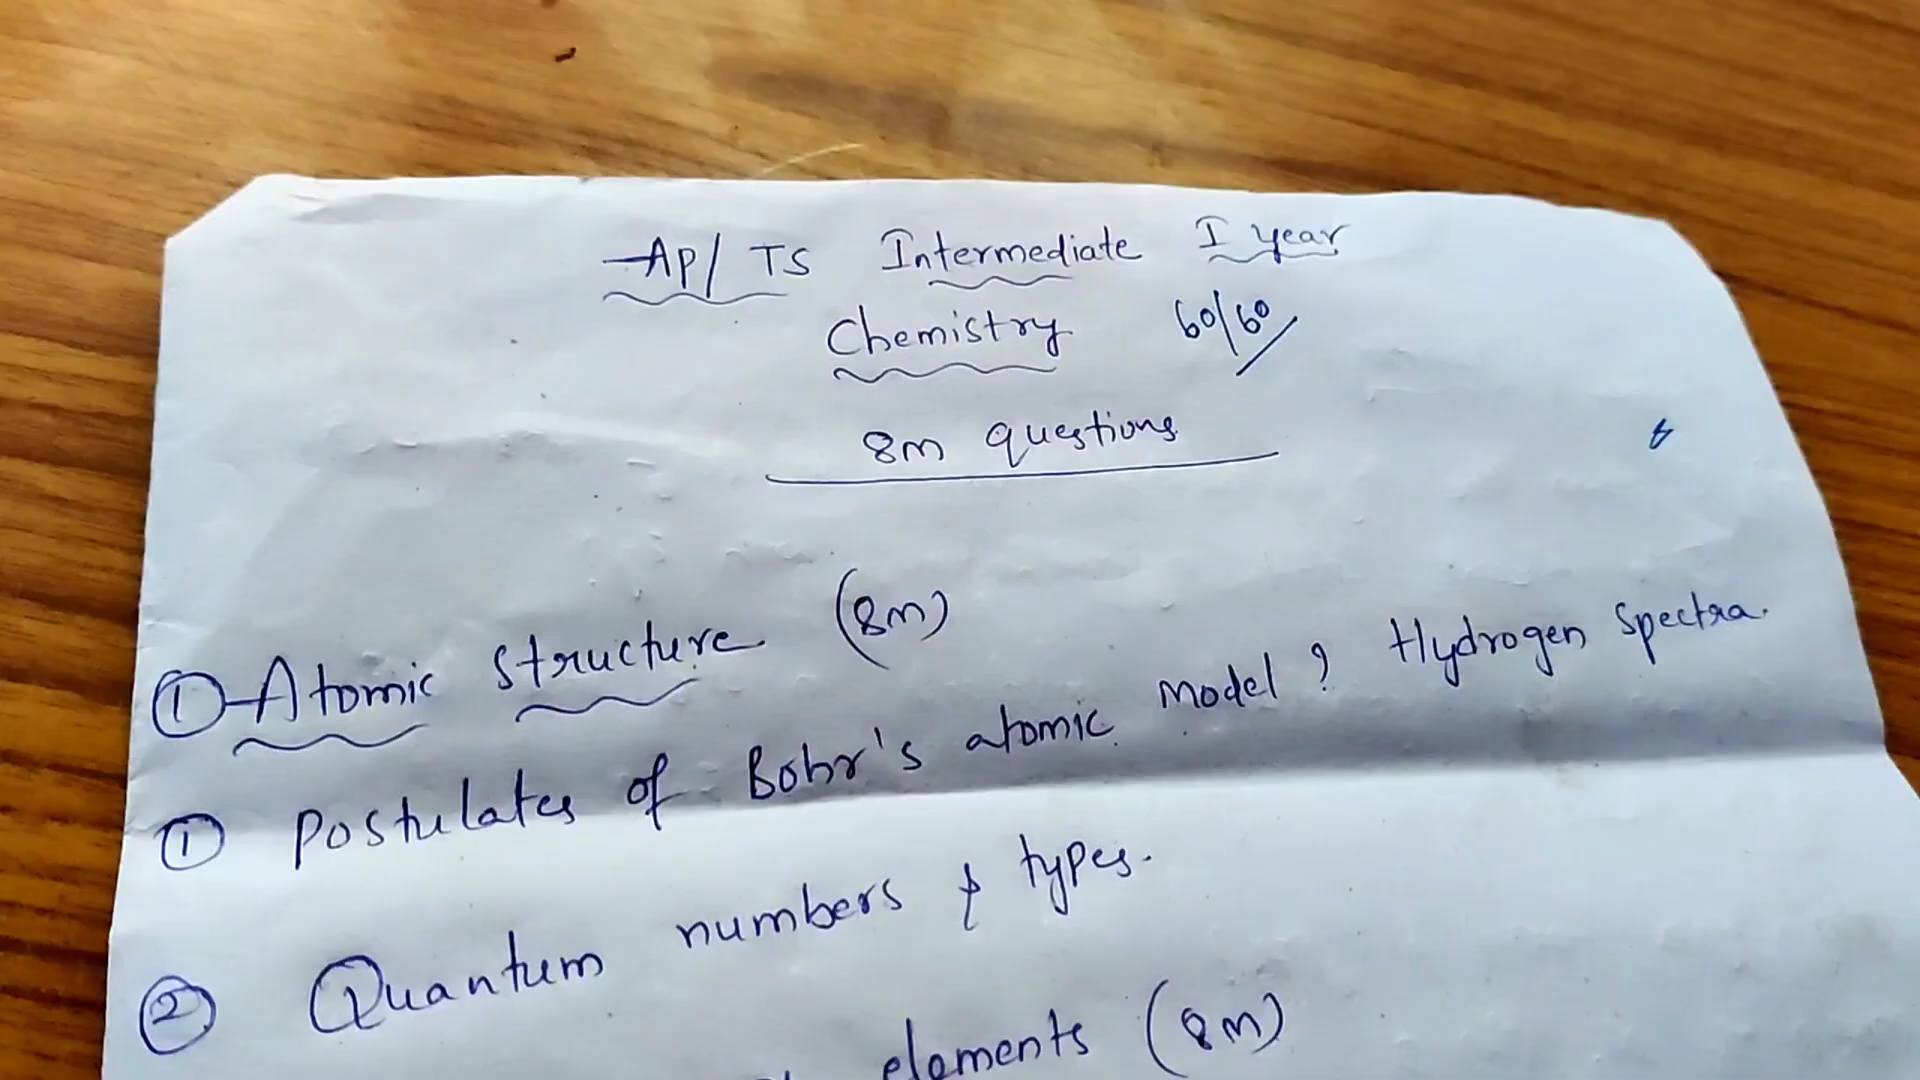 AP/ TS Intermediate I year
Chemistry 60/60
8m questions
① Atomic structure (8m)
① Postulates of Bohr's atomic model? Hydrogen Spectra.
② Quantum numbers & types.
elements (8m)